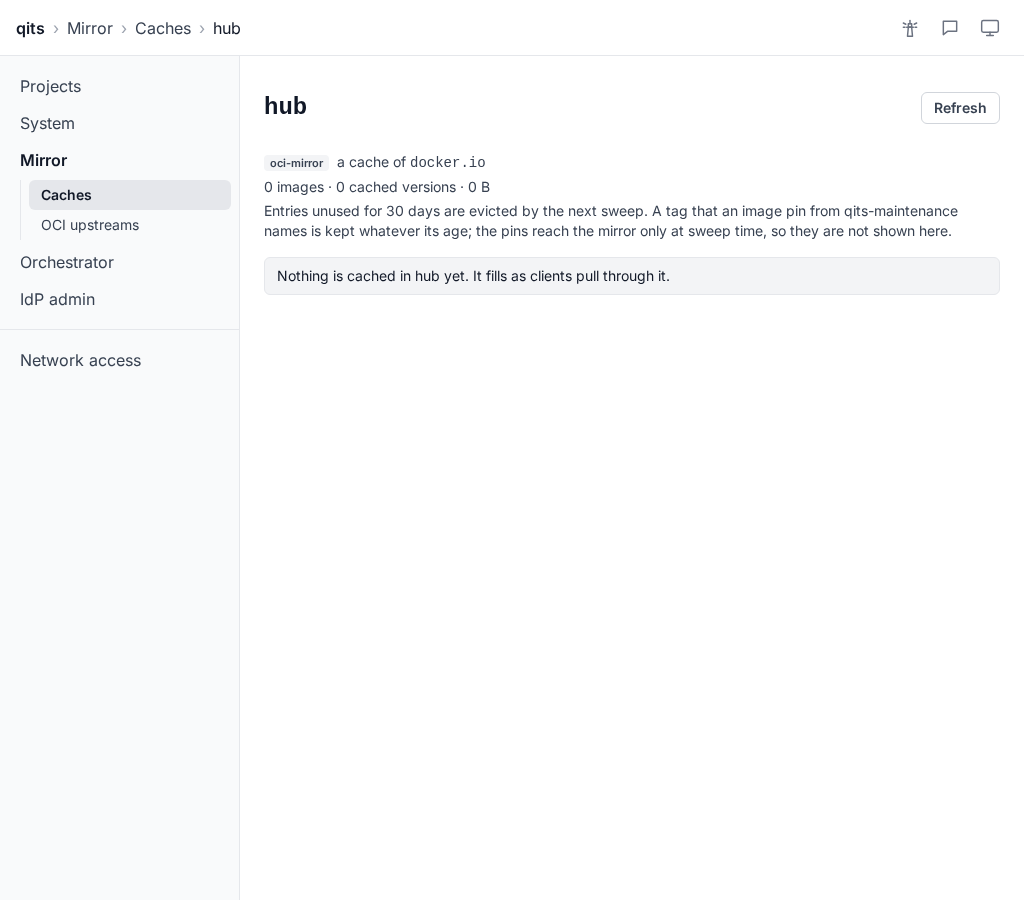 qits › Mirror › Caches › hub
Projects
System
Mirror
Caches
OCI upstreams
Orchestrator
IdP admin
Network access
hub
Refresh
oci-mirror a cache of docker.io
0 images · 0 cached versions · 0 B
Entries unused for 30 days are evicted by the next sweep. A tag that an image pin from qits-maintenance
names is kept whatever its age; the pins reach the mirror only at sweep time, so they are not shown here.
Nothing is cached in hub yet. It fills as clients pull through it.